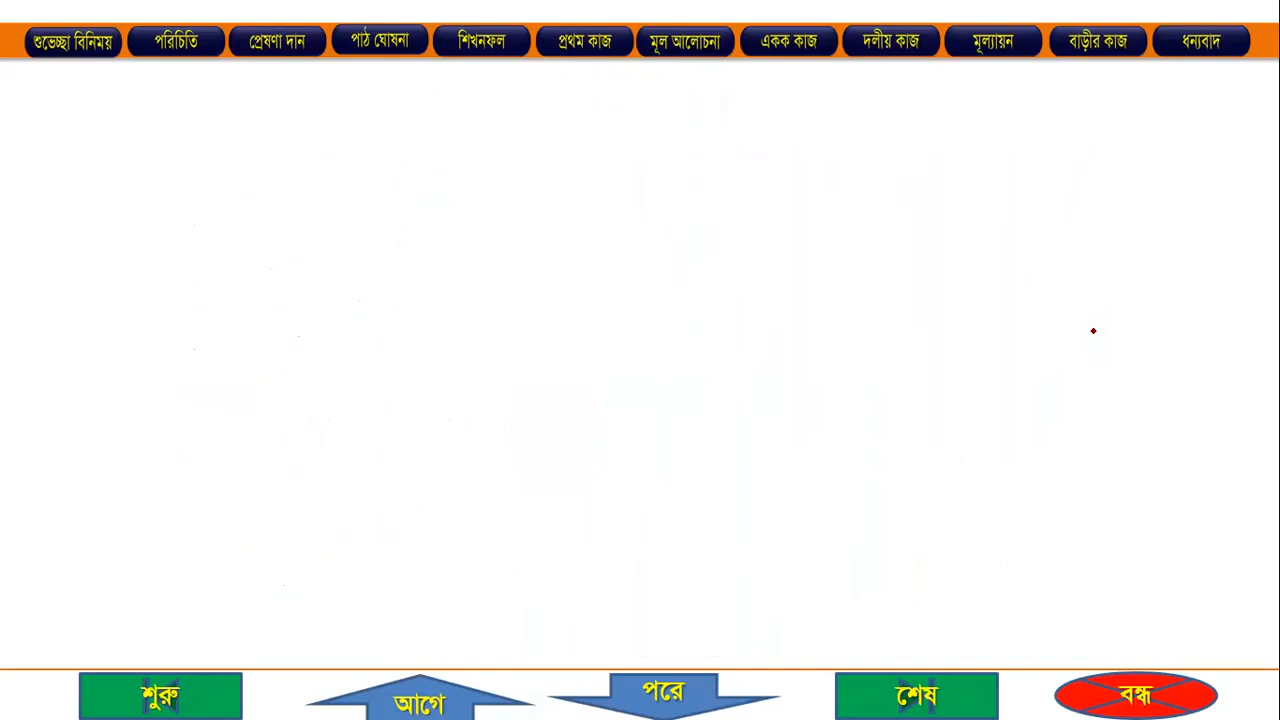 শুভেচ্ছা বিনিময় পরিচিতি প্রেষণা দান পাঠ ঘোষনা শিখনফল প্রথম কাজ মূল আলোচনা একক কাজ দলীয় কাজ মূল্যায়ন বাড়ীর কাজ ধন্যবাদ
শুরু আগে পরে শেষ বন্ধ